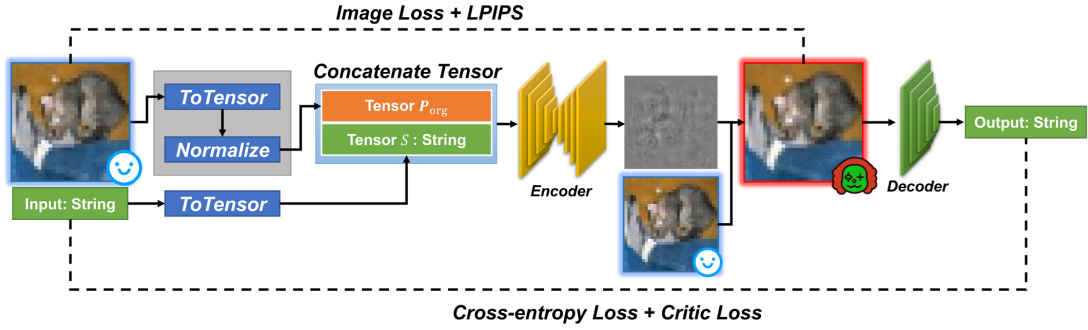 Image Loss + LPIPS
ToTensor
Normalize
Concatenate Tensor
Tensor P_org
Tensor S : String
Encoder
Decoder
Output: String
Input: String
ToTensor
Cross-entropy Loss + Critic Loss